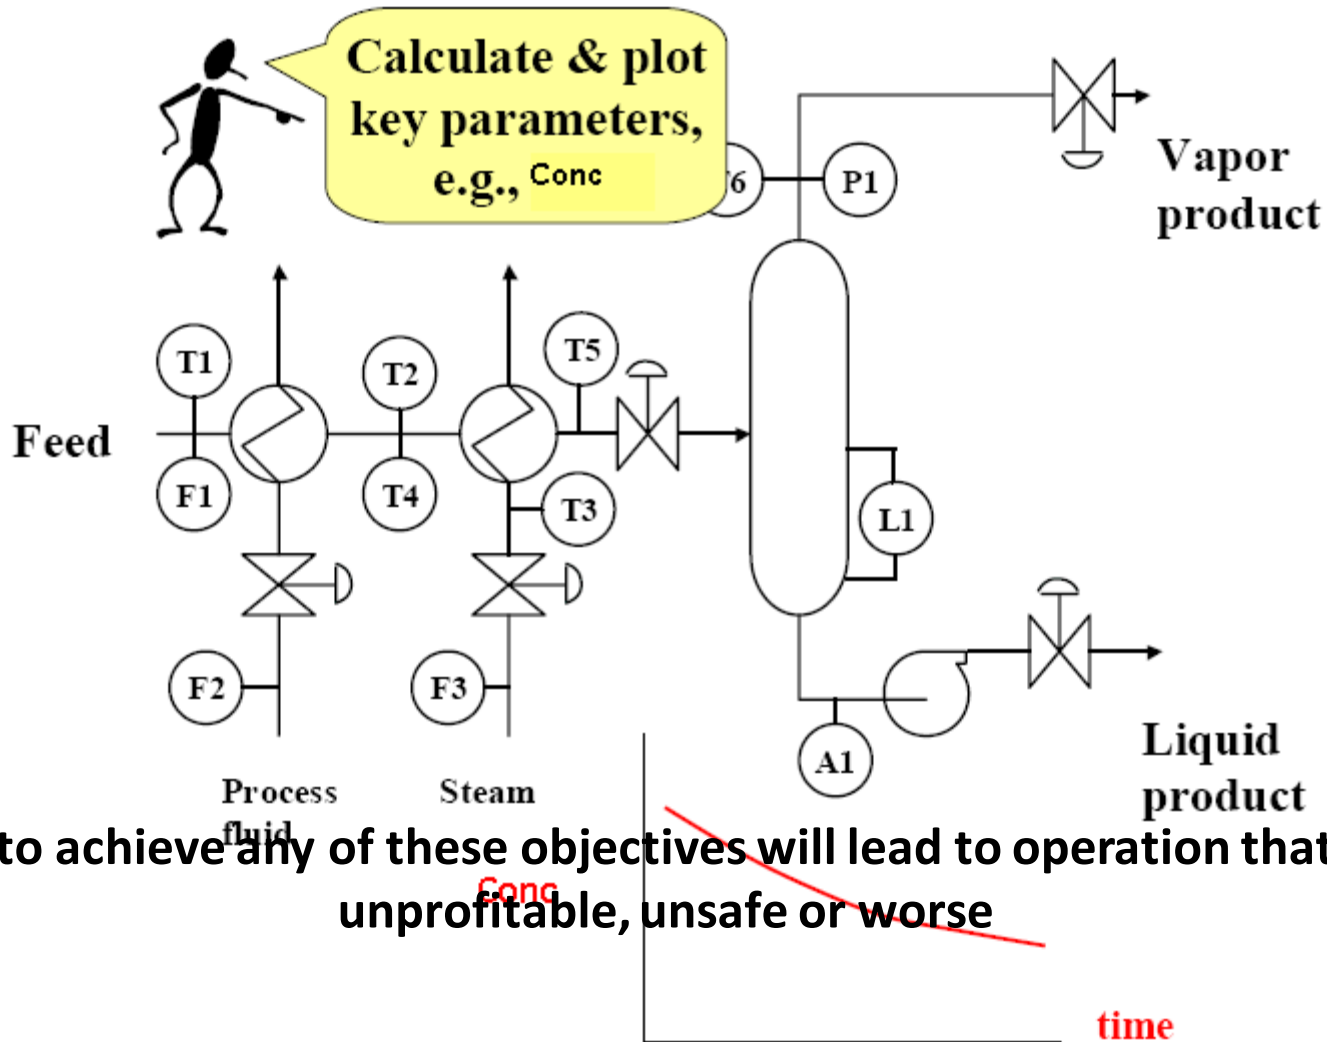 Calculate & plot
key parameters,
e.g., Conc
6
P1
Vapor
product
T1
T2
T5
Feed
F1
T4
T3
L1
F2
F3
A1
Process
fluid
Steam
Liquid
product
to achieve any of these objectives will lead to operation that
unprofitable, unsafe or worse
Conc
time